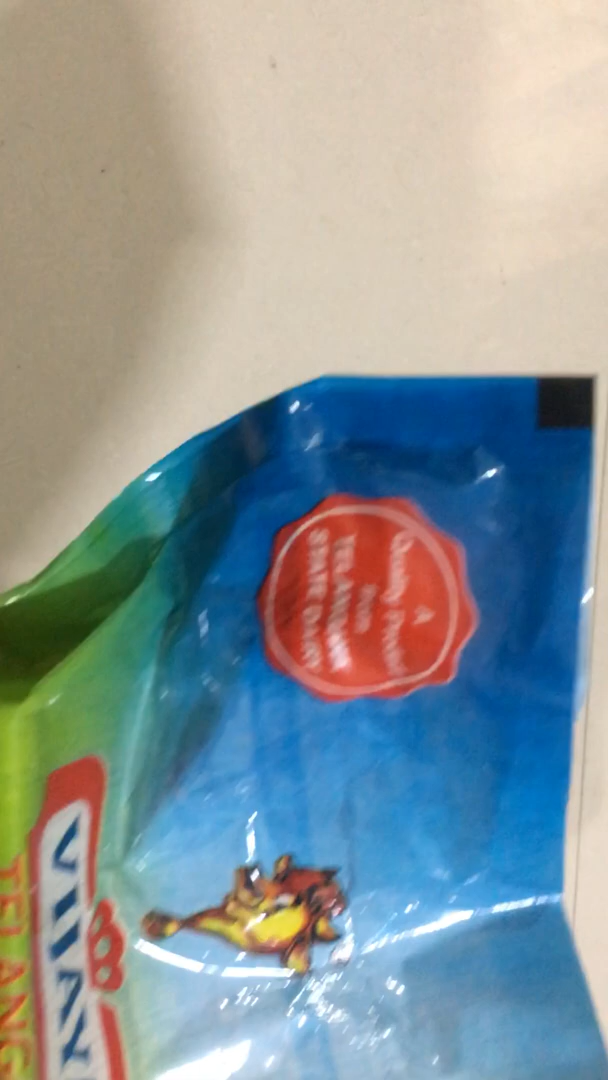 A
Quality Product
from
TELANGANA
STATE DAIRY
VIJAY
TELANG